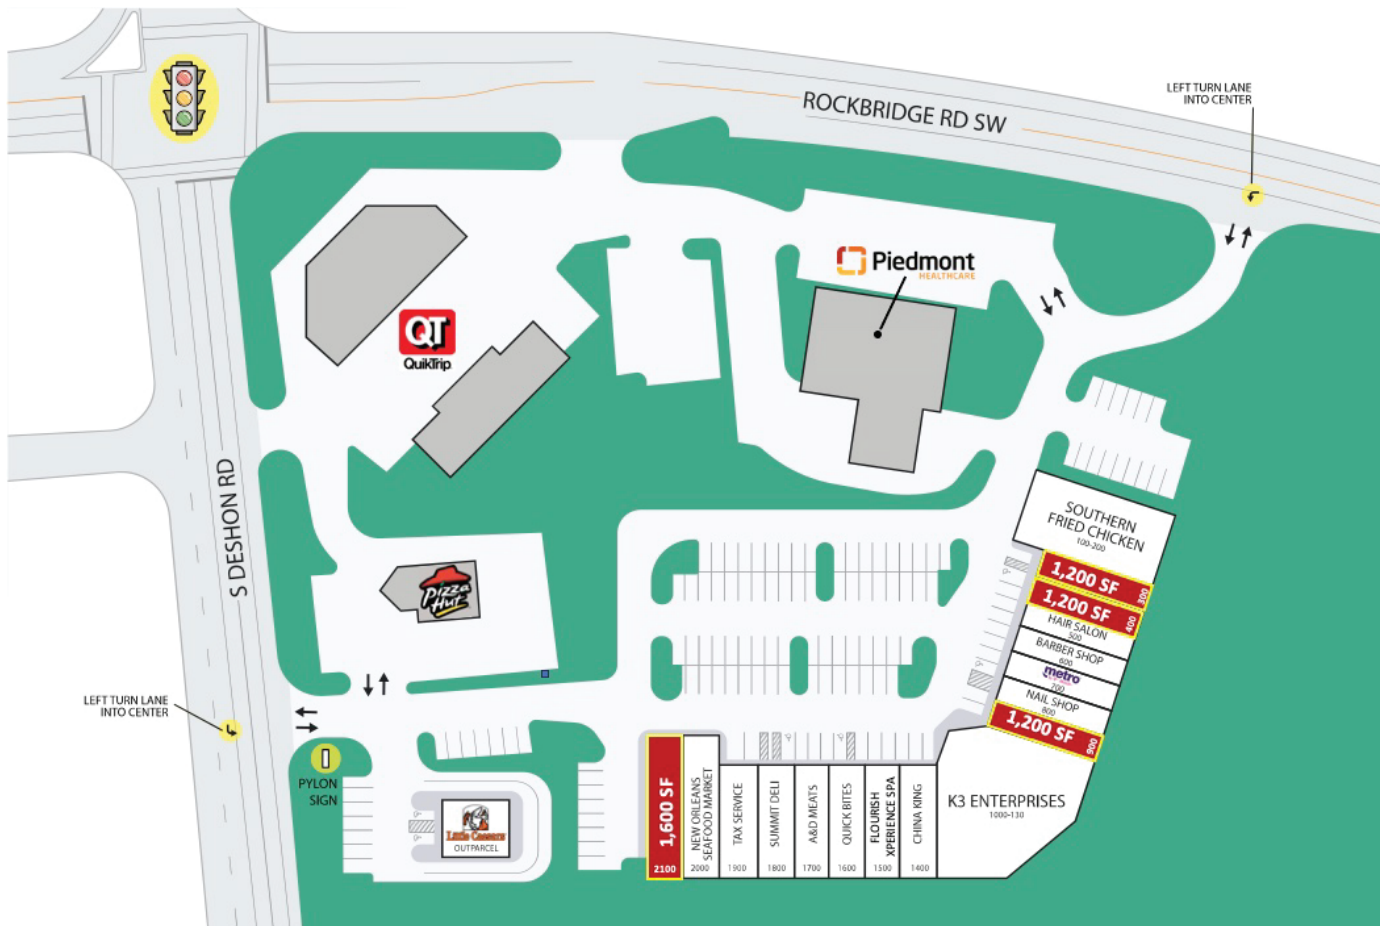 LEFT TURN LANE
INTO CENTER
ROCKBRIDGE RD SW
Piedmont
HEALTHCARE
QT
QuikTrip
S DESHON RD
Pizza
Hut
SOUTHERN
FRIED CHICKEN
100-200
1,200 SF
300
1,200 SF
400
HAIR SALON
500
BARBER SHOP
600
metro
700
NAIL SHOP
800
1,200 SF
900
LEFT TURN LANE
INTO CENTER
PYLON
SIGN
Little Caesars
OUTPARCEL
1,600 SF
2100
NEW ORLEANS
SEAFOOD MARKET
2000
TAX SERVICE
1900
SUMMIT DELI
1800
A&D MEATS
1700
QUICK BITES
1600
FLOURISH
XPERIENCE SPA
1500
CHINA KING
1400
K3 ENTERPRISES
1000-130